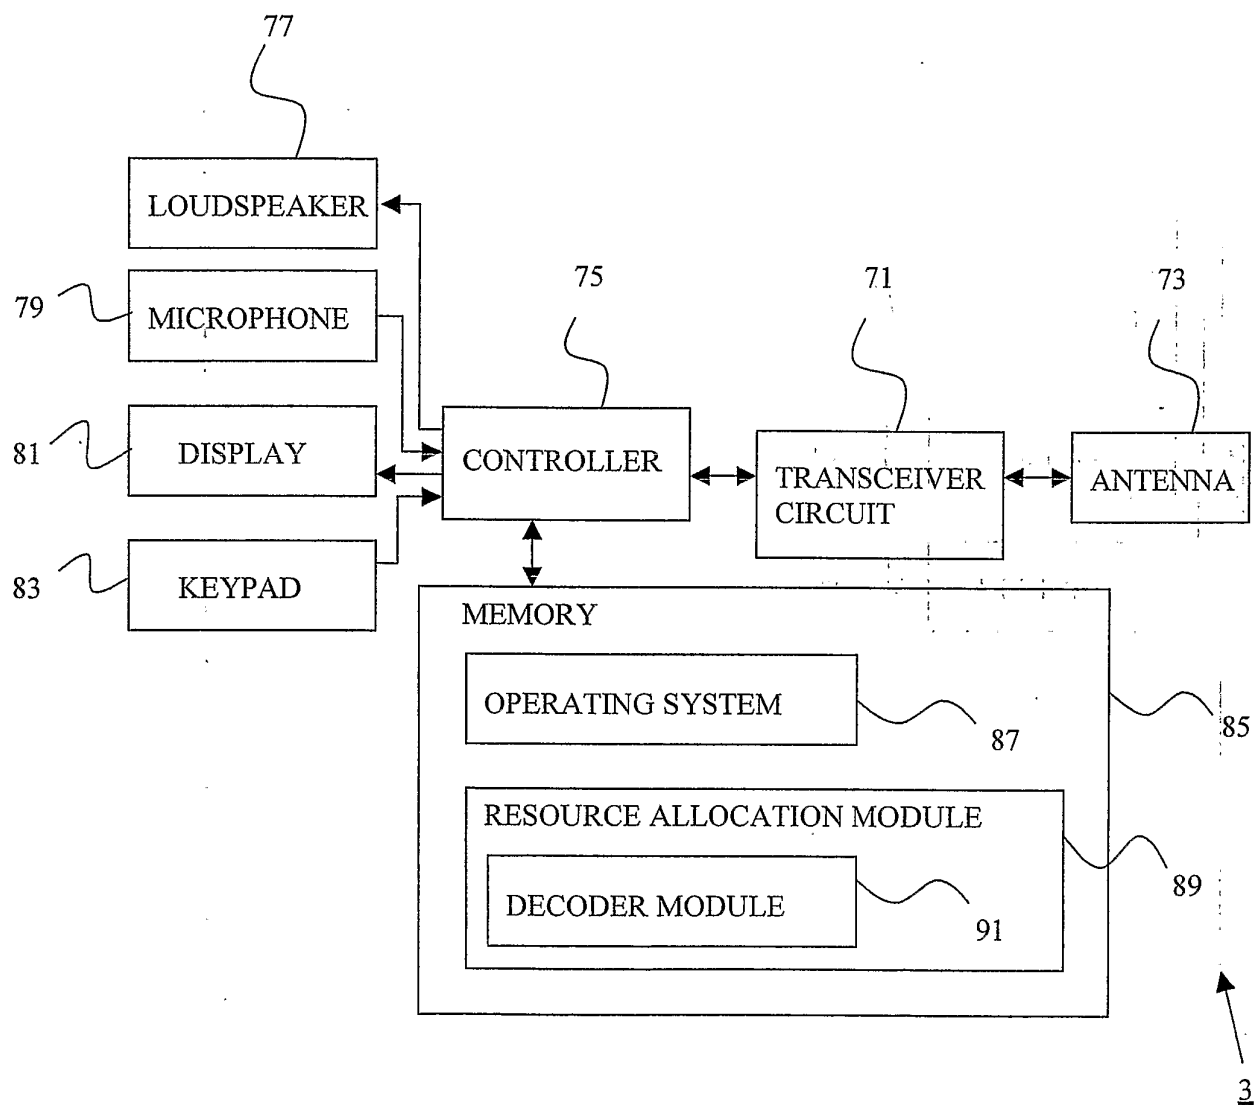 77
LOUDSPEAKER
75
71
73
79
MICROPHONE
81
DISPLAY
CONTROLLER
TRANSCEIVER
CIRCUIT
ANTENNA
83
KEYPAD
MEMORY
OPERATING SYSTEM
87
85
RESOURCE ALLOCATION MODULE
89
DECODER MODULE
91
3